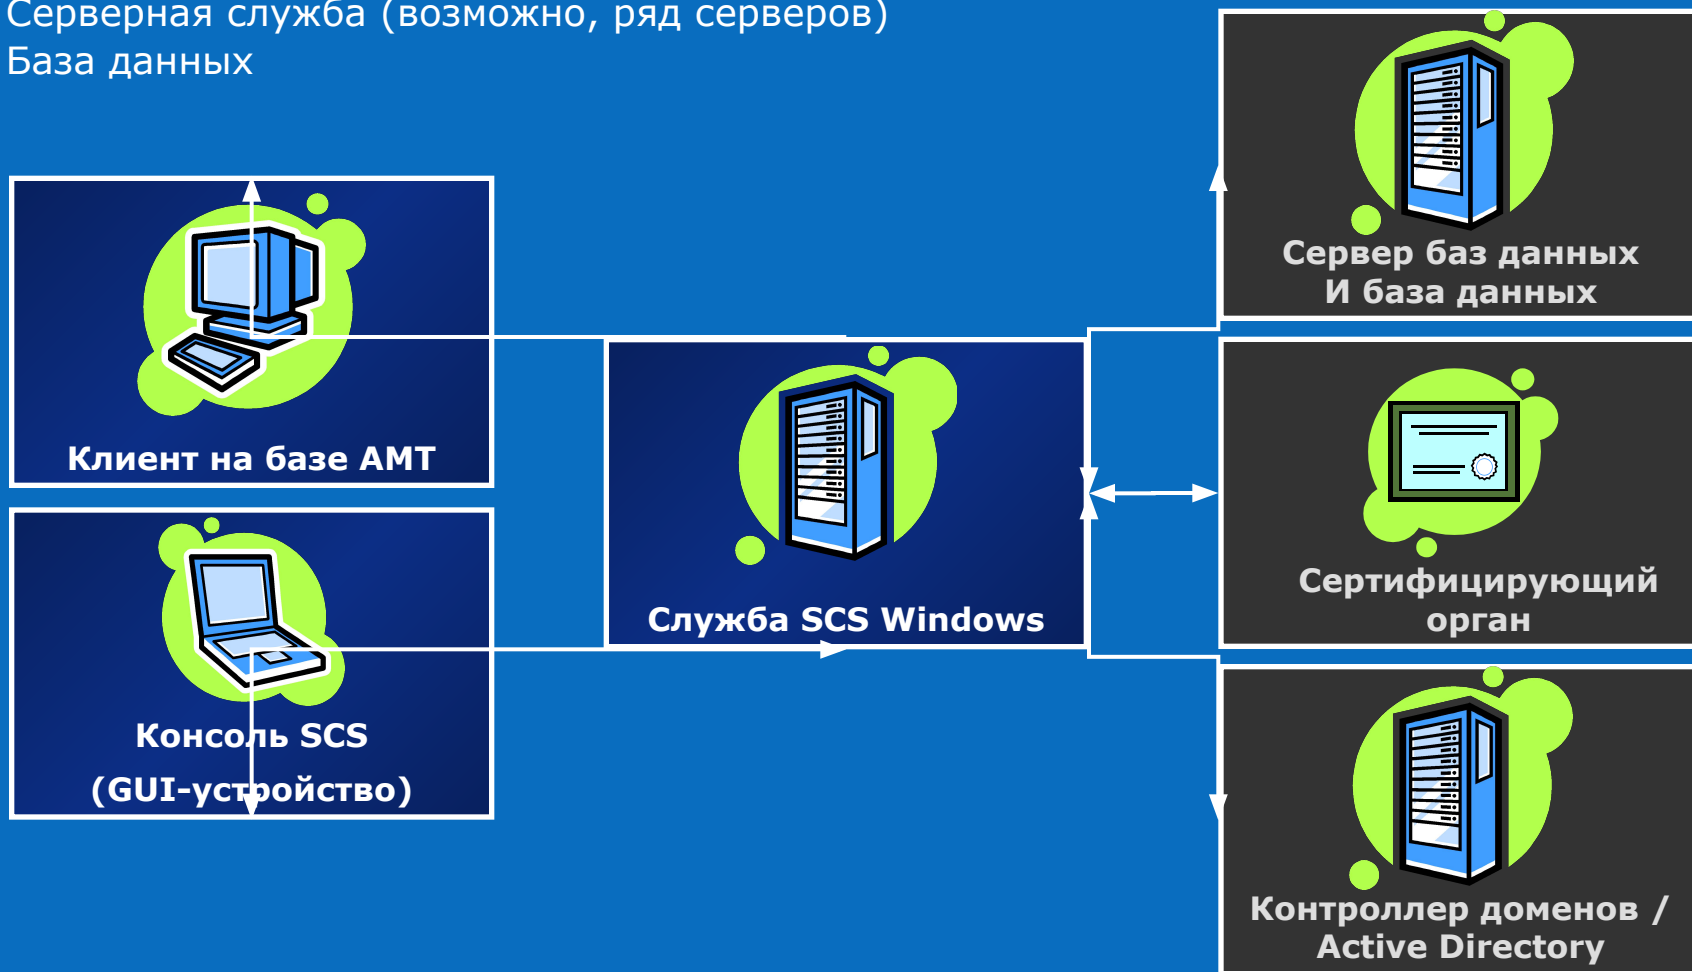 Серверная служба (возможно, ряд серверов)
База данных
Клиент на базе AMT
Консоль SCS
(GUI-устройство)
Служба SCS Windows
Сервер баз данных
И база данных
Сертифицирующий
орган
Контроллер доменов /
Active Directory